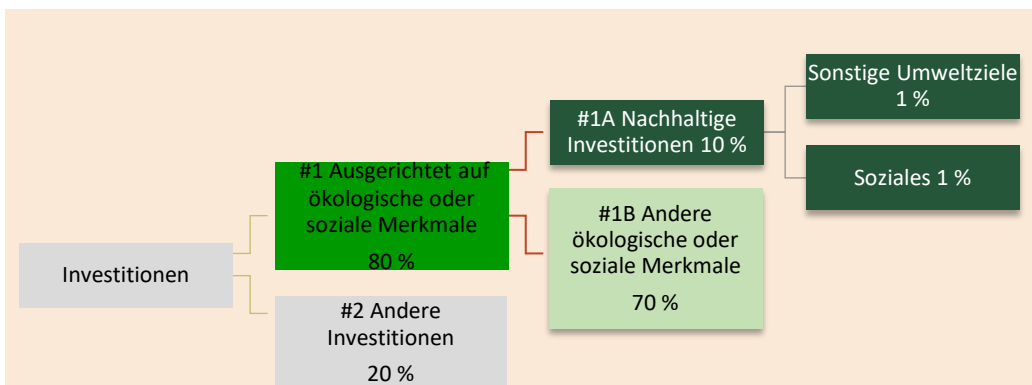 Investitionen
#1 Ausgerichtet auf
ökologische oder
soziale Merkmale
80 %
#2 Andere
Investitionen
20 %
#1A Nachhaltige
Investitionen 10 %
#1B Andere
ökologische oder
soziale Merkmale
70 %
Sonstige Umweltziele
1 %
Soziales 1 %